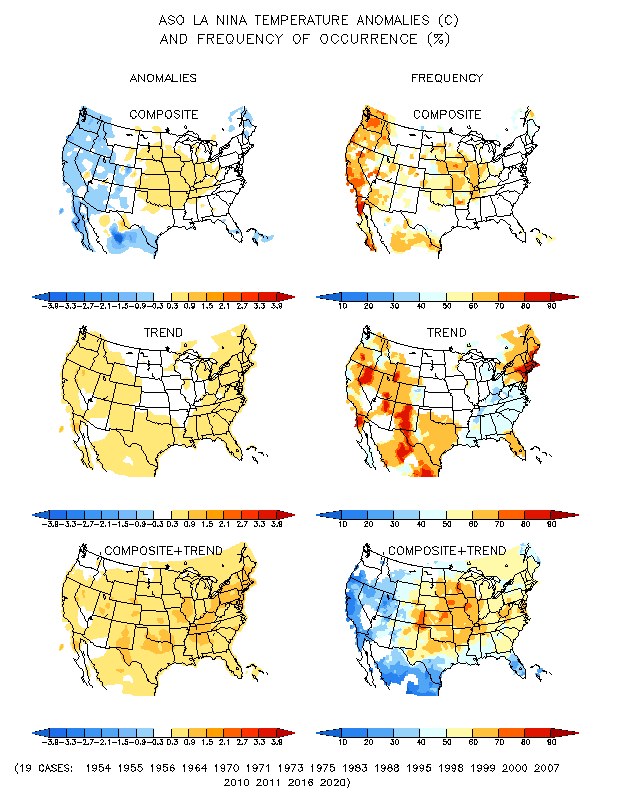 ASO LA NINA TEMPERATURE ANOMALIES (C)
AND FREQUENCY OF OCCURRENCE (%)
ANOMALIES FREQUENCY
COMPOSITE COMPOSITE
-3.9 -3.3 -2.7 -2.1 -1.5 -0.9 -0.3 0.3 0.9 1.5 2.1 2.7 3.3 3.9 10 20 30 40 50 60 70 80 90
TREND TREND
-3.9 -3.3 -2.7 -2.1 -1.5 -0.9 -0.3 0.3 0.9 1.5 2.1 2.7 3.3 3.9 10 20 30 40 50 60 70 80 90
COMPOSITE+TREND COMPOSITE+TREND
-3.9 -3.3 -2.7 -2.1 -1.5 -0.9 -0.3 0.3 0.9 1.5 2.1 2.7 3.3 3.9 10 20 30 40 50 60 70 80 90
(19 CASES: 1954 1955 1956 1964 1970 1971 1973 1975 1983 1988 1995 1998 1999 2000 2007
2010 2011 2016 2020)